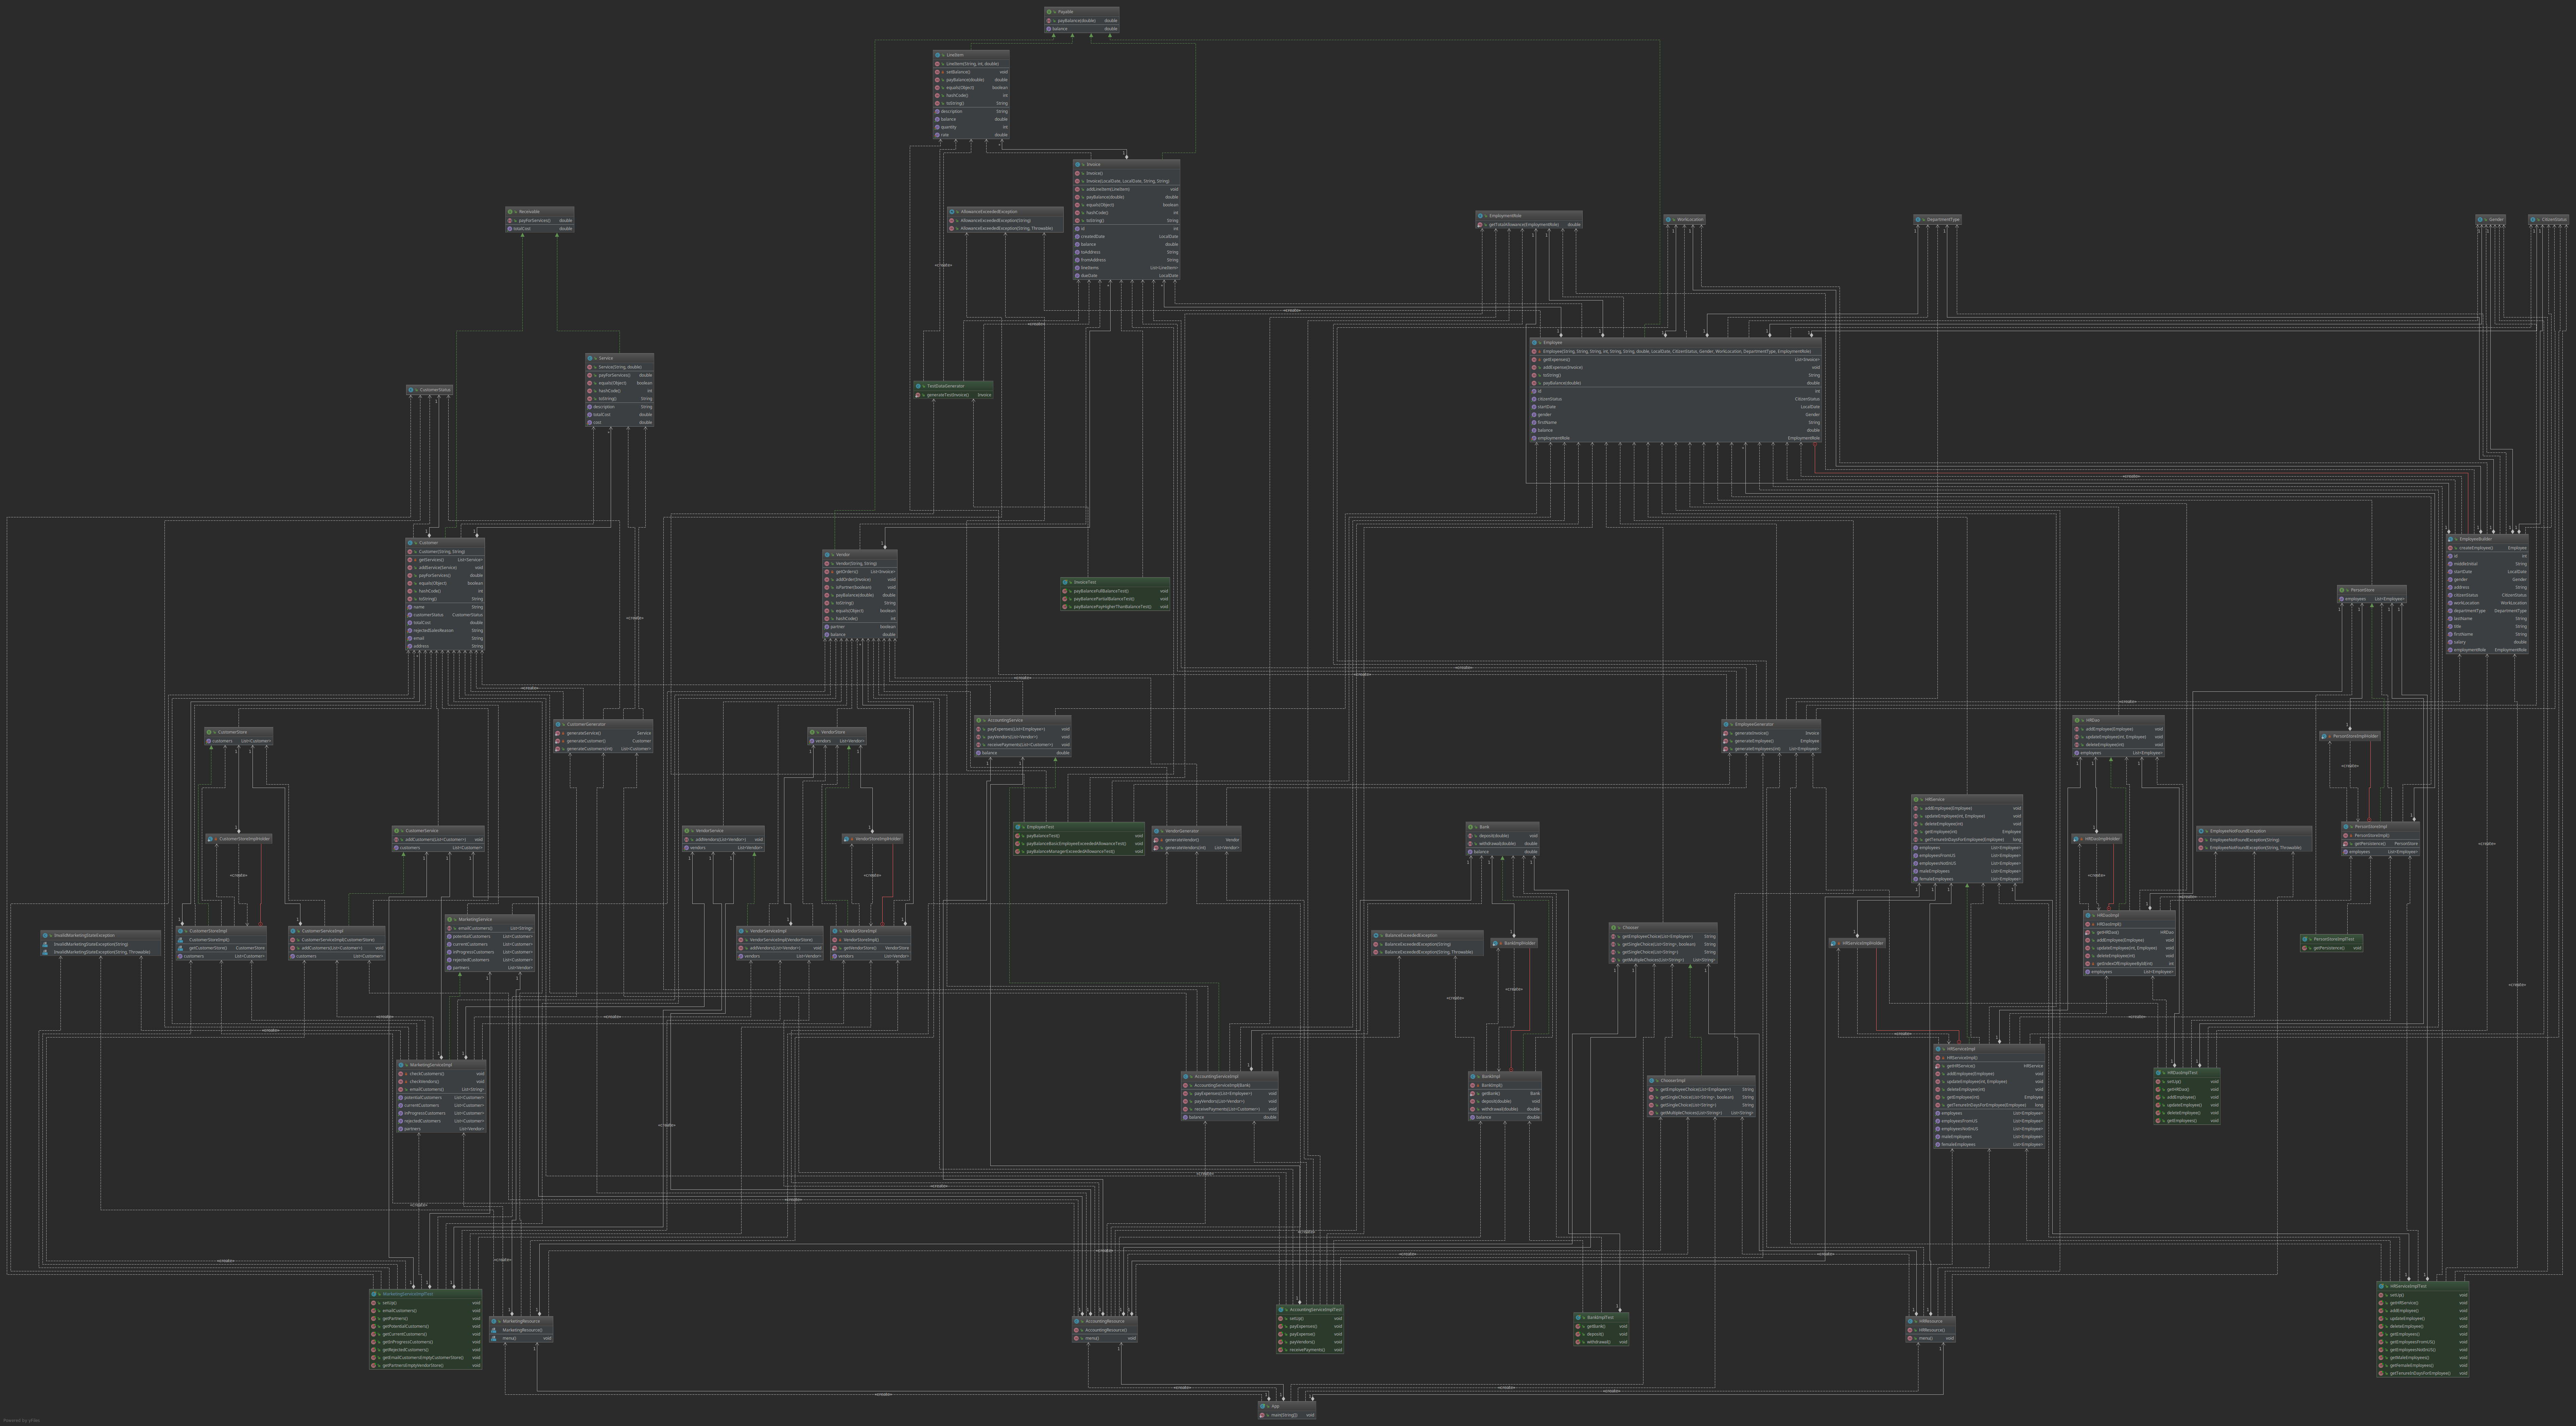 Payable
payBalance(double) double
balance double
LineItem
LineItem(String, int, double)
setBalance() void
payBalance(double) double
equals(Object) boolean
hashCode() int
toString() String
description String
balance double
quantity int
rate double
Invoice
Invoice()
Invoice(LocalDate, LocalDate, String, String)
addLineItem(LineItem) void
payBalance(double) double
equals(Object) boolean
hashCode() int
toString() String
id int
createdDate LocalDate
balance double
toAddress String
fromAddress String
lineItems List<LineItem>
dueDate LocalDate
Receivable
payForServices() double
totalCost double
AllowanceExceededException
AllowanceExceededException(String)
AllowanceExceededException(String, Throwable)
EmploymentRole
getTotalAllowance(EmploymentRole) double
WorkLocation
DepartmentType
Gender
CitizenStatus
Employee
Employee(String, String, String, int, String, String, double, LocalDate, CitizenStatus, Gender, WorkLocation, DepartmentType, EmploymentRole)
getExpenses() List<Invoice>
addExpense(Invoice) void
toString() String
payBalance(double) double
id int
citizenStatus CitizenStatus
startDate LocalDate
gender Gender
firstName String
balance double
employmentRole EmploymentRole
Service
Service(String, double)
payForServices() double
equals(Object) boolean
hashCode() int
toString() String
description String
totalCost double
cost double
CustomerStatus
TestDataGenerator
generateTestInvoice() Invoice
Customer
Customer(String, String)
getServices() List<Service>
addService(Service) void
payForServices() double
equals(Object) boolean
hashCode() int
toString() String
name String
customerStatus CustomerStatus
totalCost double
rejectedSalesReason String
email String
address String
Vendor
Vendor(String, String)
getOrders() List<Invoice>
addOrder(Invoice) void
isPartner(boolean) void
payBalance(double) double
toString() String
equals(Object) boolean
hashCode() int
partner boolean
balance double
InvoiceTest
payBalanceFullBalanceTest() void
payBalancePartialBalanceTest() void
payBalancePayHigherThanBalanceTest() void
EmployeeBuilder
createEmployee() Employee
id int
middleInitial String
startDate LocalDate
gender Gender
address String
citizenStatus CitizenStatus
workLocation WorkLocation
departmentType DepartmentType
lastName String
title String
firstName String
salary double
employmentRole EmploymentRole
PersonStore
employees List<Employee>
CustomerStore
customers List<Customer>
CustomerGenerator
generateService() Service
generateCustomer() Customer
generateCustomers(int) List<Customer>
VendorStore
vendors List<Vendor>
AccountingService
payExpenses(List<Employee>) void
payVendors(List<Vendor>) void
receivePayments(List<Customer>) void
balance double
EmployeeGenerator
generateInvoice() Invoice
generateEmployee() Employee
generateEmployees(int) List<Employee>
HRDao
addEmployee(Employee) void
updateEmployee(int, Employee) void
deleteEmployee(int) void
employees List<Employee>
PersonStoreImplHolder
CustomerStoreImplHolder
CustomerService
addCustomers(List<Customer>) void
customers List<Customer>
VendorService
addVendors(List<Vendor>) void
vendors List<Vendor>
VendorStoreImplHolder
EmployeeTest
payBalanceTest() void
payBalanceBasicEmployeeExceededAllowanceTest() void
payBalanceManagerExceededAllowanceTest() void
VendorGenerator
generateVendor() Vendor
generateVendors(int) List<Vendor>
Bank
deposit(double) void
withdrawal(double) double
balance double
HRService
addEmployee(Employee) void
updateEmployee(int, Employee) void
deleteEmployee(int) void
getEmployee(int) Employee
getTenureInDaysForEmployee(Employee) long
employees List<Employee>
employeesFromUS List<Employee>
employeesNotInUS List<Employee>
maleEmployees List<Employee>
femaleEmployees List<Employee>
HRDaoImplHolder
EmployeeNotFoundException
EmployeeNotFoundException(String)
EmployeeNotFoundException(String, Throwable)
PersonStoreImpl
PersonStoreImpl()
getPersistence() PersonStore
employees List<Employee>
InvalidMarketingStateException
InvalidMarketingStateException(String)
InvalidMarketingStateException(String, Throwable)
CustomerStoreImpl
CustomerStoreImpl()
getCustomerStore() CustomerStore
customers List<Customer>
CustomerServiceImpl
CustomerServiceImpl(CustomerStore)
addCustomers(List<Customer>) void
customers List<Customer>
MarketingService
emailCustomers() List<String>
potentialCustomers List<Customer>
currentCustomers List<Customer>
inProgressCustomers List<Customer>
rejectedCustomers List<Customer>
partners List<Vendor>
VendorServiceImpl
VendorServiceImpl(VendorStore)
addVendors(List<Vendor>) void
vendors List<Vendor>
VendorStoreImpl
VendorStoreImpl()
getVendorStore() VendorStore
vendors List<Vendor>
BalanceExceededException
BalanceExceededException(String)
BalanceExceededException(String, Throwable)
BankImplHolder
Chooser
getEmployeeChoice(List<Employee>) String
getSingleChoice(List<String>, boolean) String
getSingleChoice(List<String>) String
getMultipleChoices(List<String>) List<String>
HRServiceImplHolder
HRDaoImpl
HRDaoImpl()
getHRDao() HRDao
addEmployee(Employee) void
updateEmployee(int, Employee) void
deleteEmployee(int) void
getIndexOfEmployeeById(int) int
employees List<Employee>
PersonStoreImplTest
getPersistence() void
MarketingServiceImpl
checkCustomers() void
checkVendors() void
emailCustomers() List<String>
potentialCustomers List<Customer>
currentCustomers List<Customer>
inProgressCustomers List<Customer>
rejectedCustomers List<Customer>
partners List<Vendor>
AccountingServiceImpl
AccountingServiceImpl(Bank)
payExpenses(List<Employee>) void
payVendors(List<Vendor>) void
receivePayments(List<Customer>) void
balance double
BankImpl
BankImpl()
getBank() Bank
deposit(double) void
withdrawal(double) double
balance double
ChooserImpl
getEmployeeChoice(List<Employee>) String
getSingleChoice(List<String>, boolean) String
getSingleChoice(List<String>) String
getMultipleChoices(List<String>) List<String>
HRServiceImpl
HRServiceImpl()
getHRService() HRService
addEmployee(Employee) void
updateEmployee(int, Employee) void
deleteEmployee(int) void
getEmployee(int) Employee
getTenureInDaysForEmployee(Employee) long
employees List<Employee>
employeesFromUS List<Employee>
employeesNotInUS List<Employee>
maleEmployees List<Employee>
femaleEmployees List<Employee>
HRDaoImplTest
setUp() void
getHRDao() void
addEmployee() void
updateEmployee() void
deleteEmployee() void
getEmployees() void
MarketingServiceImplTest
setUp() void
emailCustomers() void
getPartners() void
getPotentialCustomers() void
getCurrentCustomers() void
getInProgressCustomers() void
getRejectedCustomers() void
getEmailCustomersEmptyCustomerStore() void
getPartnersEmptyVendorStore() void
MarketingResource
MarketingResource()
menu() void
AccountingResource
AccountingResource()
menu() void
AccountingServiceImplTest
setUp() void
payExpenses() void
payExpense() void
payVendors() void
receivePayment() void
BankImplTest
getBank() void
deposit() void
withdrawal() void
HRResource
HRResource()
menu() void
HRServiceImplTest
setUp() void
getHRService() void
addEmployee() void
updateEmployee() void
deleteEmployee() void
getEmployees() void
getEmployeesFromUS() void
getEmployeesNotInUS() void
getMaleEmployees() void
getFemaleEmployees() void
getTenureInDaysForEmployee() void
App
main(String[]) void
Powered by yFiles